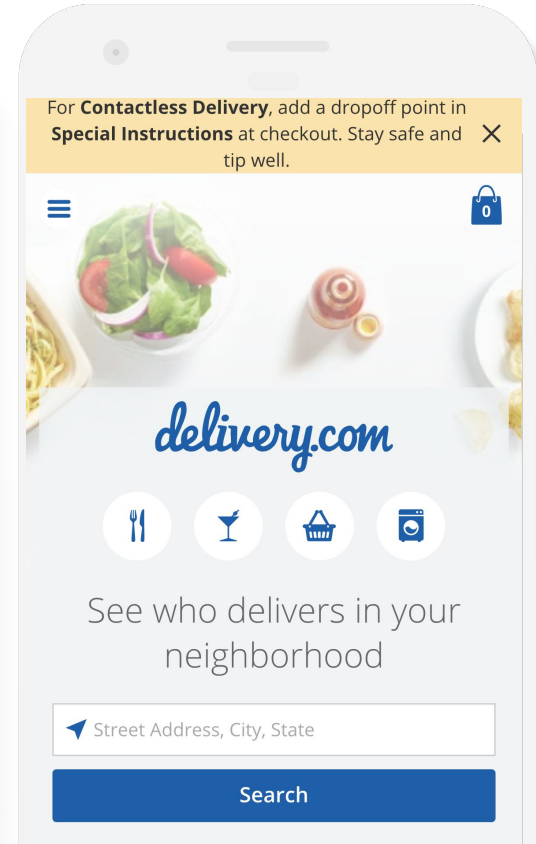 For Contactless Delivery, add a dropoff point in
Special Instructions at checkout. Stay safe and
tip well.
0
delivery.com
See who delivers in your
neighborhood
Street Address, City, State
Search